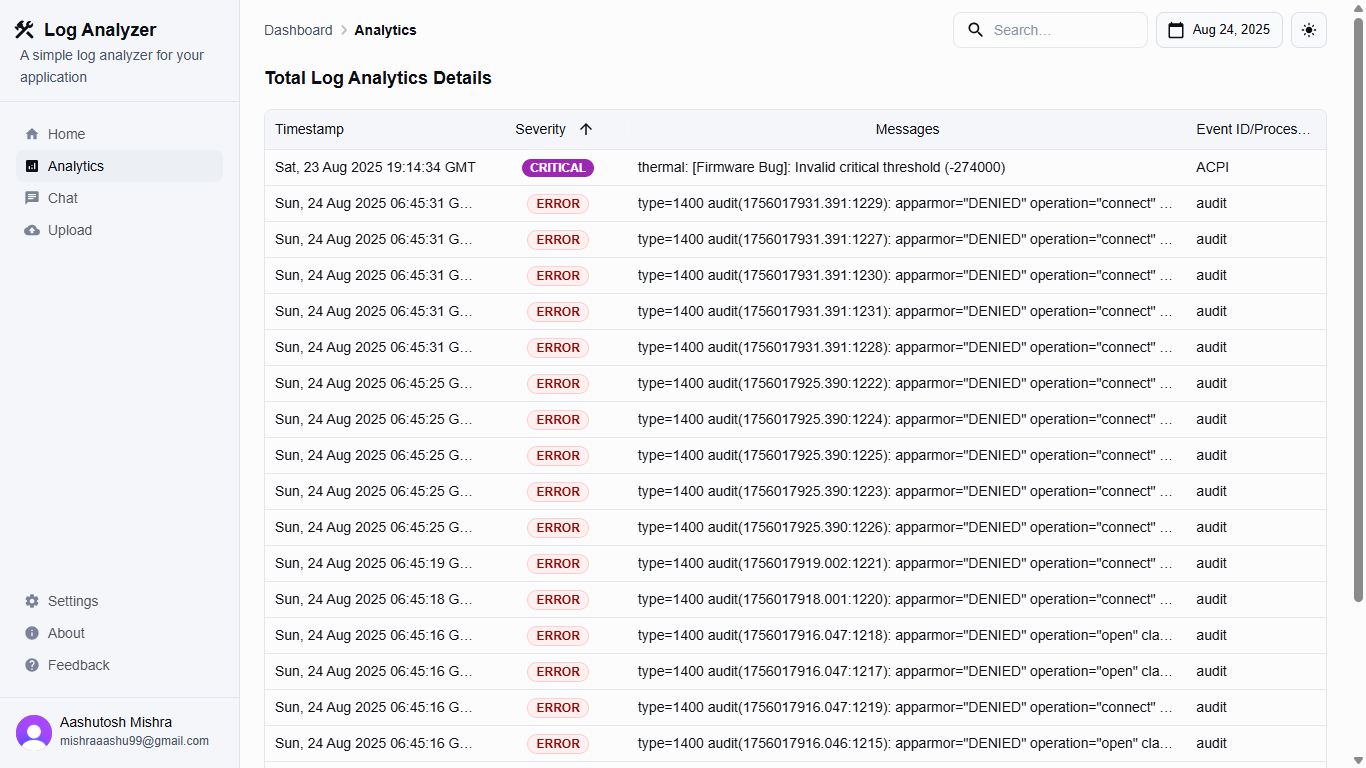 Log Analyzer
A simple log analyzer for your
application
Home
Analytics
Chat
Upload
Settings
About
Feedback
Aashutosh Mishra
mishraaashu99@gmail.com
Dashboard > Analytics
Search...
Aug 24, 2025
Total Log Analytics Details
Timestamp Severity ↑ Messages Event ID/Proces...
Sat, 23 Aug 2025 19:14:34 GMT CRITICAL thermal: [Firmware Bug]: Invalid critical threshold (-274000) ACPI
Sun, 24 Aug 2025 06:45:31 G... ERROR type=1400 audit(1756017931.391:1229): apparmor="DENIED" operation="connect" ... audit
Sun, 24 Aug 2025 06:45:31 G... ERROR type=1400 audit(1756017931.391:1227): apparmor="DENIED" operation="connect" ... audit
Sun, 24 Aug 2025 06:45:31 G... ERROR type=1400 audit(1756017931.391:1230): apparmor="DENIED" operation="connect" ... audit
Sun, 24 Aug 2025 06:45:31 G... ERROR type=1400 audit(1756017931.391:1231): apparmor="DENIED" operation="connect" ... audit
Sun, 24 Aug 2025 06:45:31 G... ERROR type=1400 audit(1756017931.391:1228): apparmor="DENIED" operation="connect" ... audit
Sun, 24 Aug 2025 06:45:25 G... ERROR type=1400 audit(1756017925.390:1222): apparmor="DENIED" operation="connect" ... audit
Sun, 24 Aug 2025 06:45:25 G... ERROR type=1400 audit(1756017925.390:1224): apparmor="DENIED" operation="connect" ... audit
Sun, 24 Aug 2025 06:45:25 G... ERROR type=1400 audit(1756017925.390:1225): apparmor="DENIED" operation="connect" ... audit
Sun, 24 Aug 2025 06:45:25 G... ERROR type=1400 audit(1756017925.390:1223): apparmor="DENIED" operation="connect" ... audit
Sun, 24 Aug 2025 06:45:25 G... ERROR type=1400 audit(1756017925.390:1226): apparmor="DENIED" operation="connect" ... audit
Sun, 24 Aug 2025 06:45:19 G... ERROR type=1400 audit(1756017919.002:1221): apparmor="DENIED" operation="connect" ... audit
Sun, 24 Aug 2025 06:45:18 G... ERROR type=1400 audit(1756017918.001:1220): apparmor="DENIED" operation="connect" ... audit
Sun, 24 Aug 2025 06:45:16 G... ERROR type=1400 audit(1756017916.047:1218): apparmor="DENIED" operation="open" cla... audit
Sun, 24 Aug 2025 06:45:16 G... ERROR type=1400 audit(1756017916.047:1217): apparmor="DENIED" operation="open" cla... audit
Sun, 24 Aug 2025 06:45:16 G... ERROR type=1400 audit(1756017916.047:1219): apparmor="DENIED" operation="connect" ... audit
Sun, 24 Aug 2025 06:45:16 G... ERROR type=1400 audit(1756017916.046:1215): apparmor="DENIED" operation="open" cla... audit